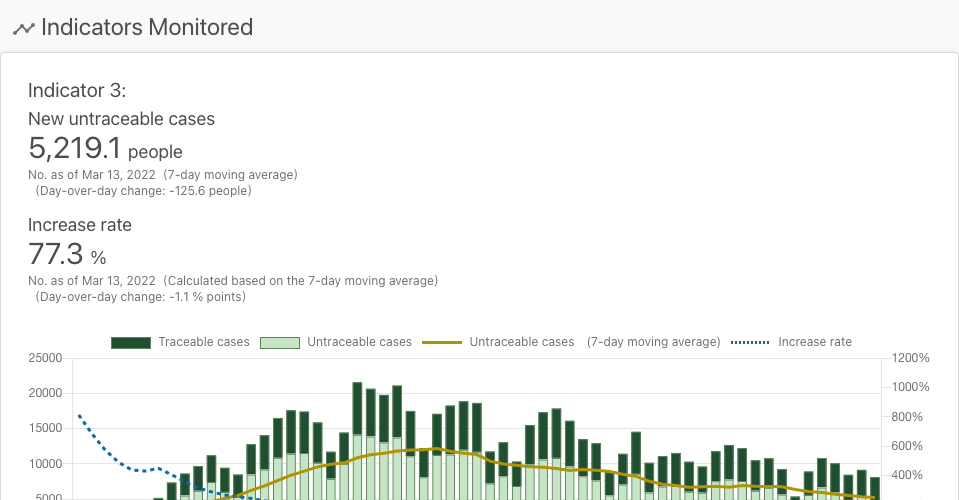 Indicators Monitored
Indicator 3:
New untraceable cases
5,219.1 people
No. as of Mar 13, 2022 (7-day moving average)
(Day-over-day change: -125.6 people)
Increase rate
77.3 %
No. as of Mar 13, 2022 (Calculated based on the 7-day moving average)
(Day-over-day change: -1.1 % points)
Traceable cases Untraceable cases Untraceable cases (7-day moving average) Increase rate
25000 1200%
20000 1000%
15000 800%
10000 600%
5000 400%